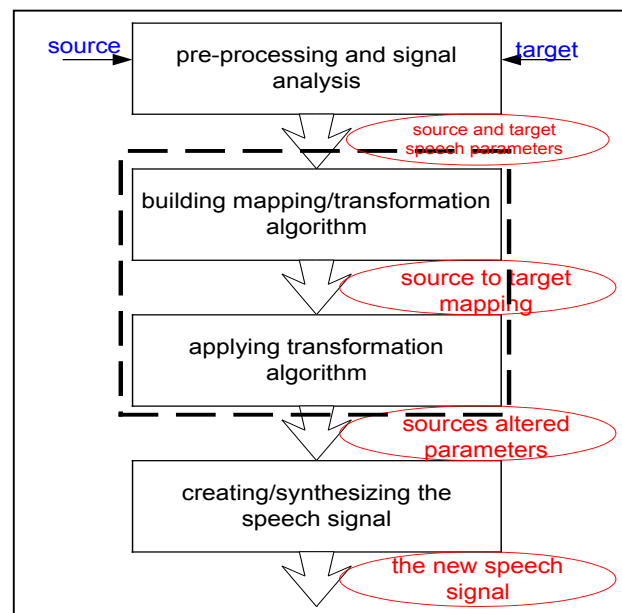 source
target
pre-processing and signal
analysis
source and target
speech parameters
building mapping/transformation
algorithm
source to target
mapping
applying transformation
algorithm
sources altered
parameters
creating/synthesizing the
speech signal
the new speech
signal